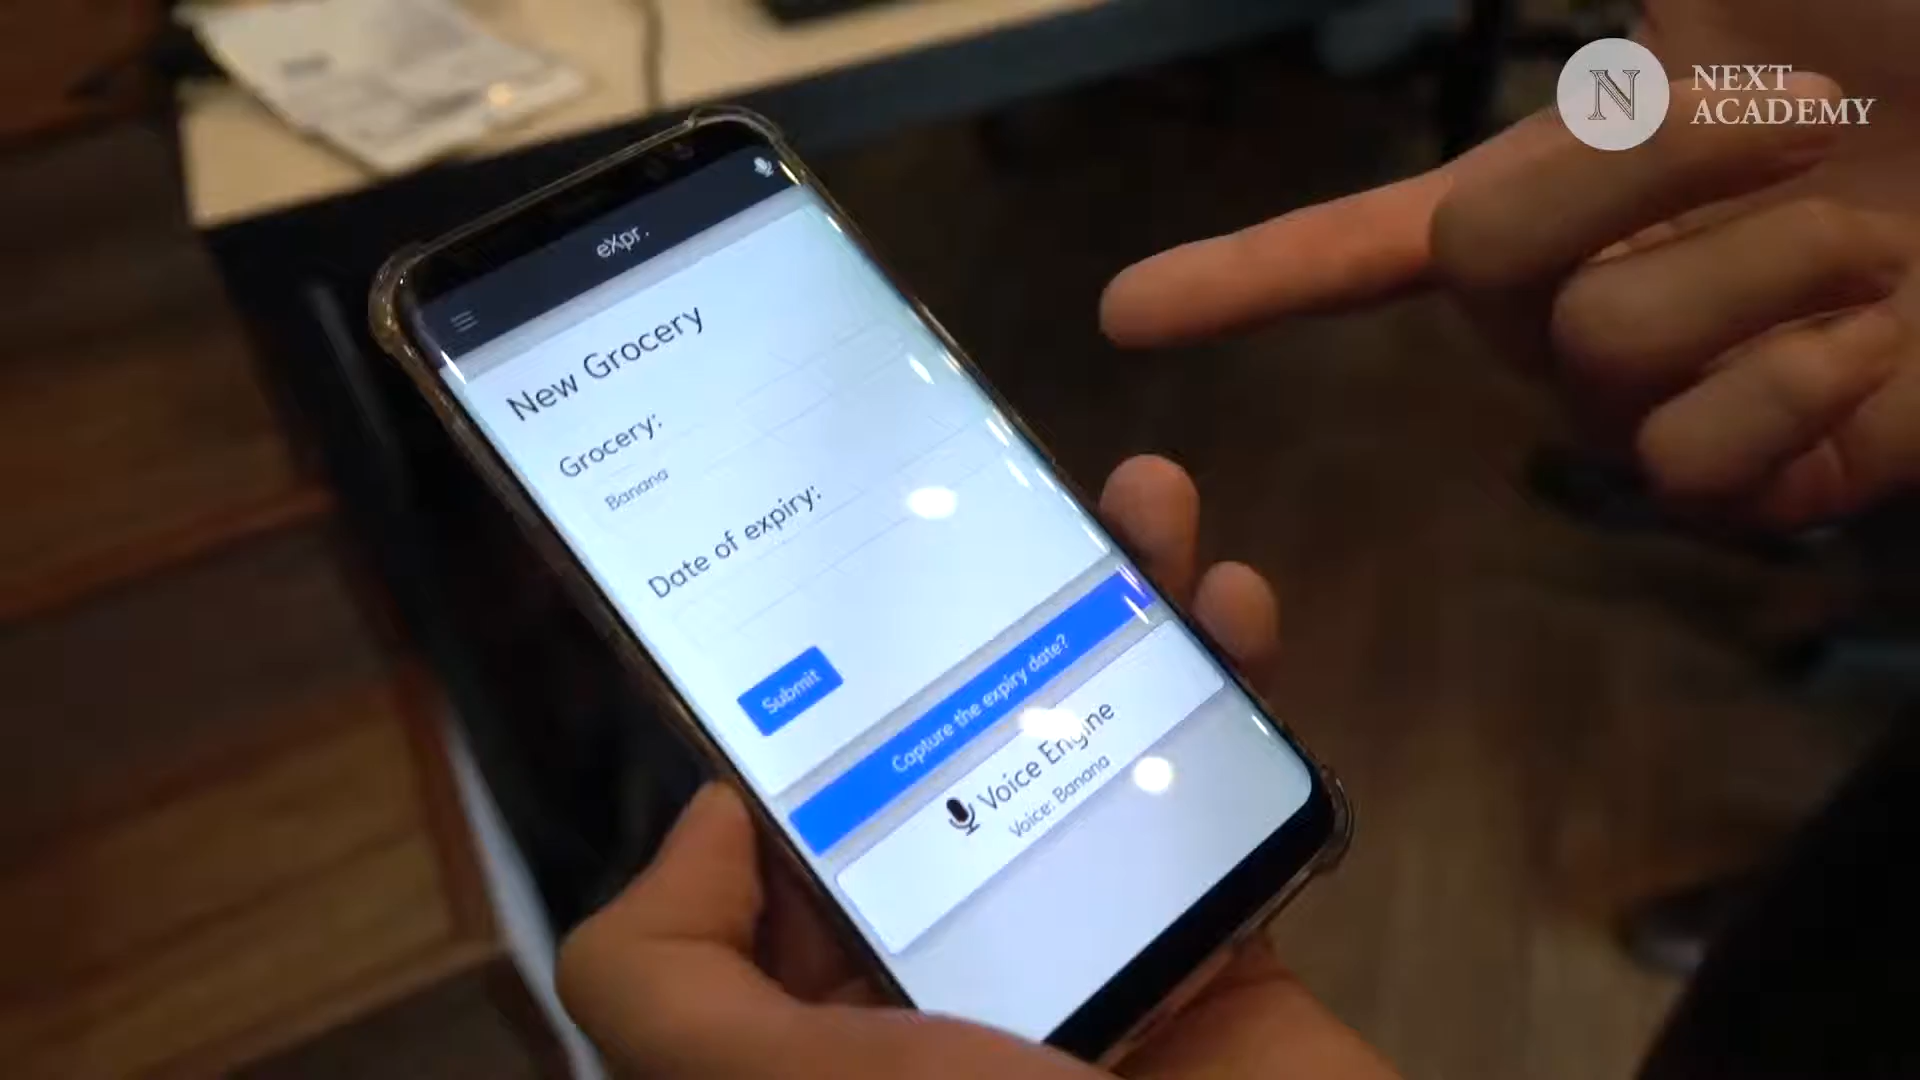 N
NEXT
ACADEMY
eXpr.
New Grocery
Grocery:
Banana
Date of expiry:
Submit
Capture the expiry date?
Voice Engine
Voice: Banana